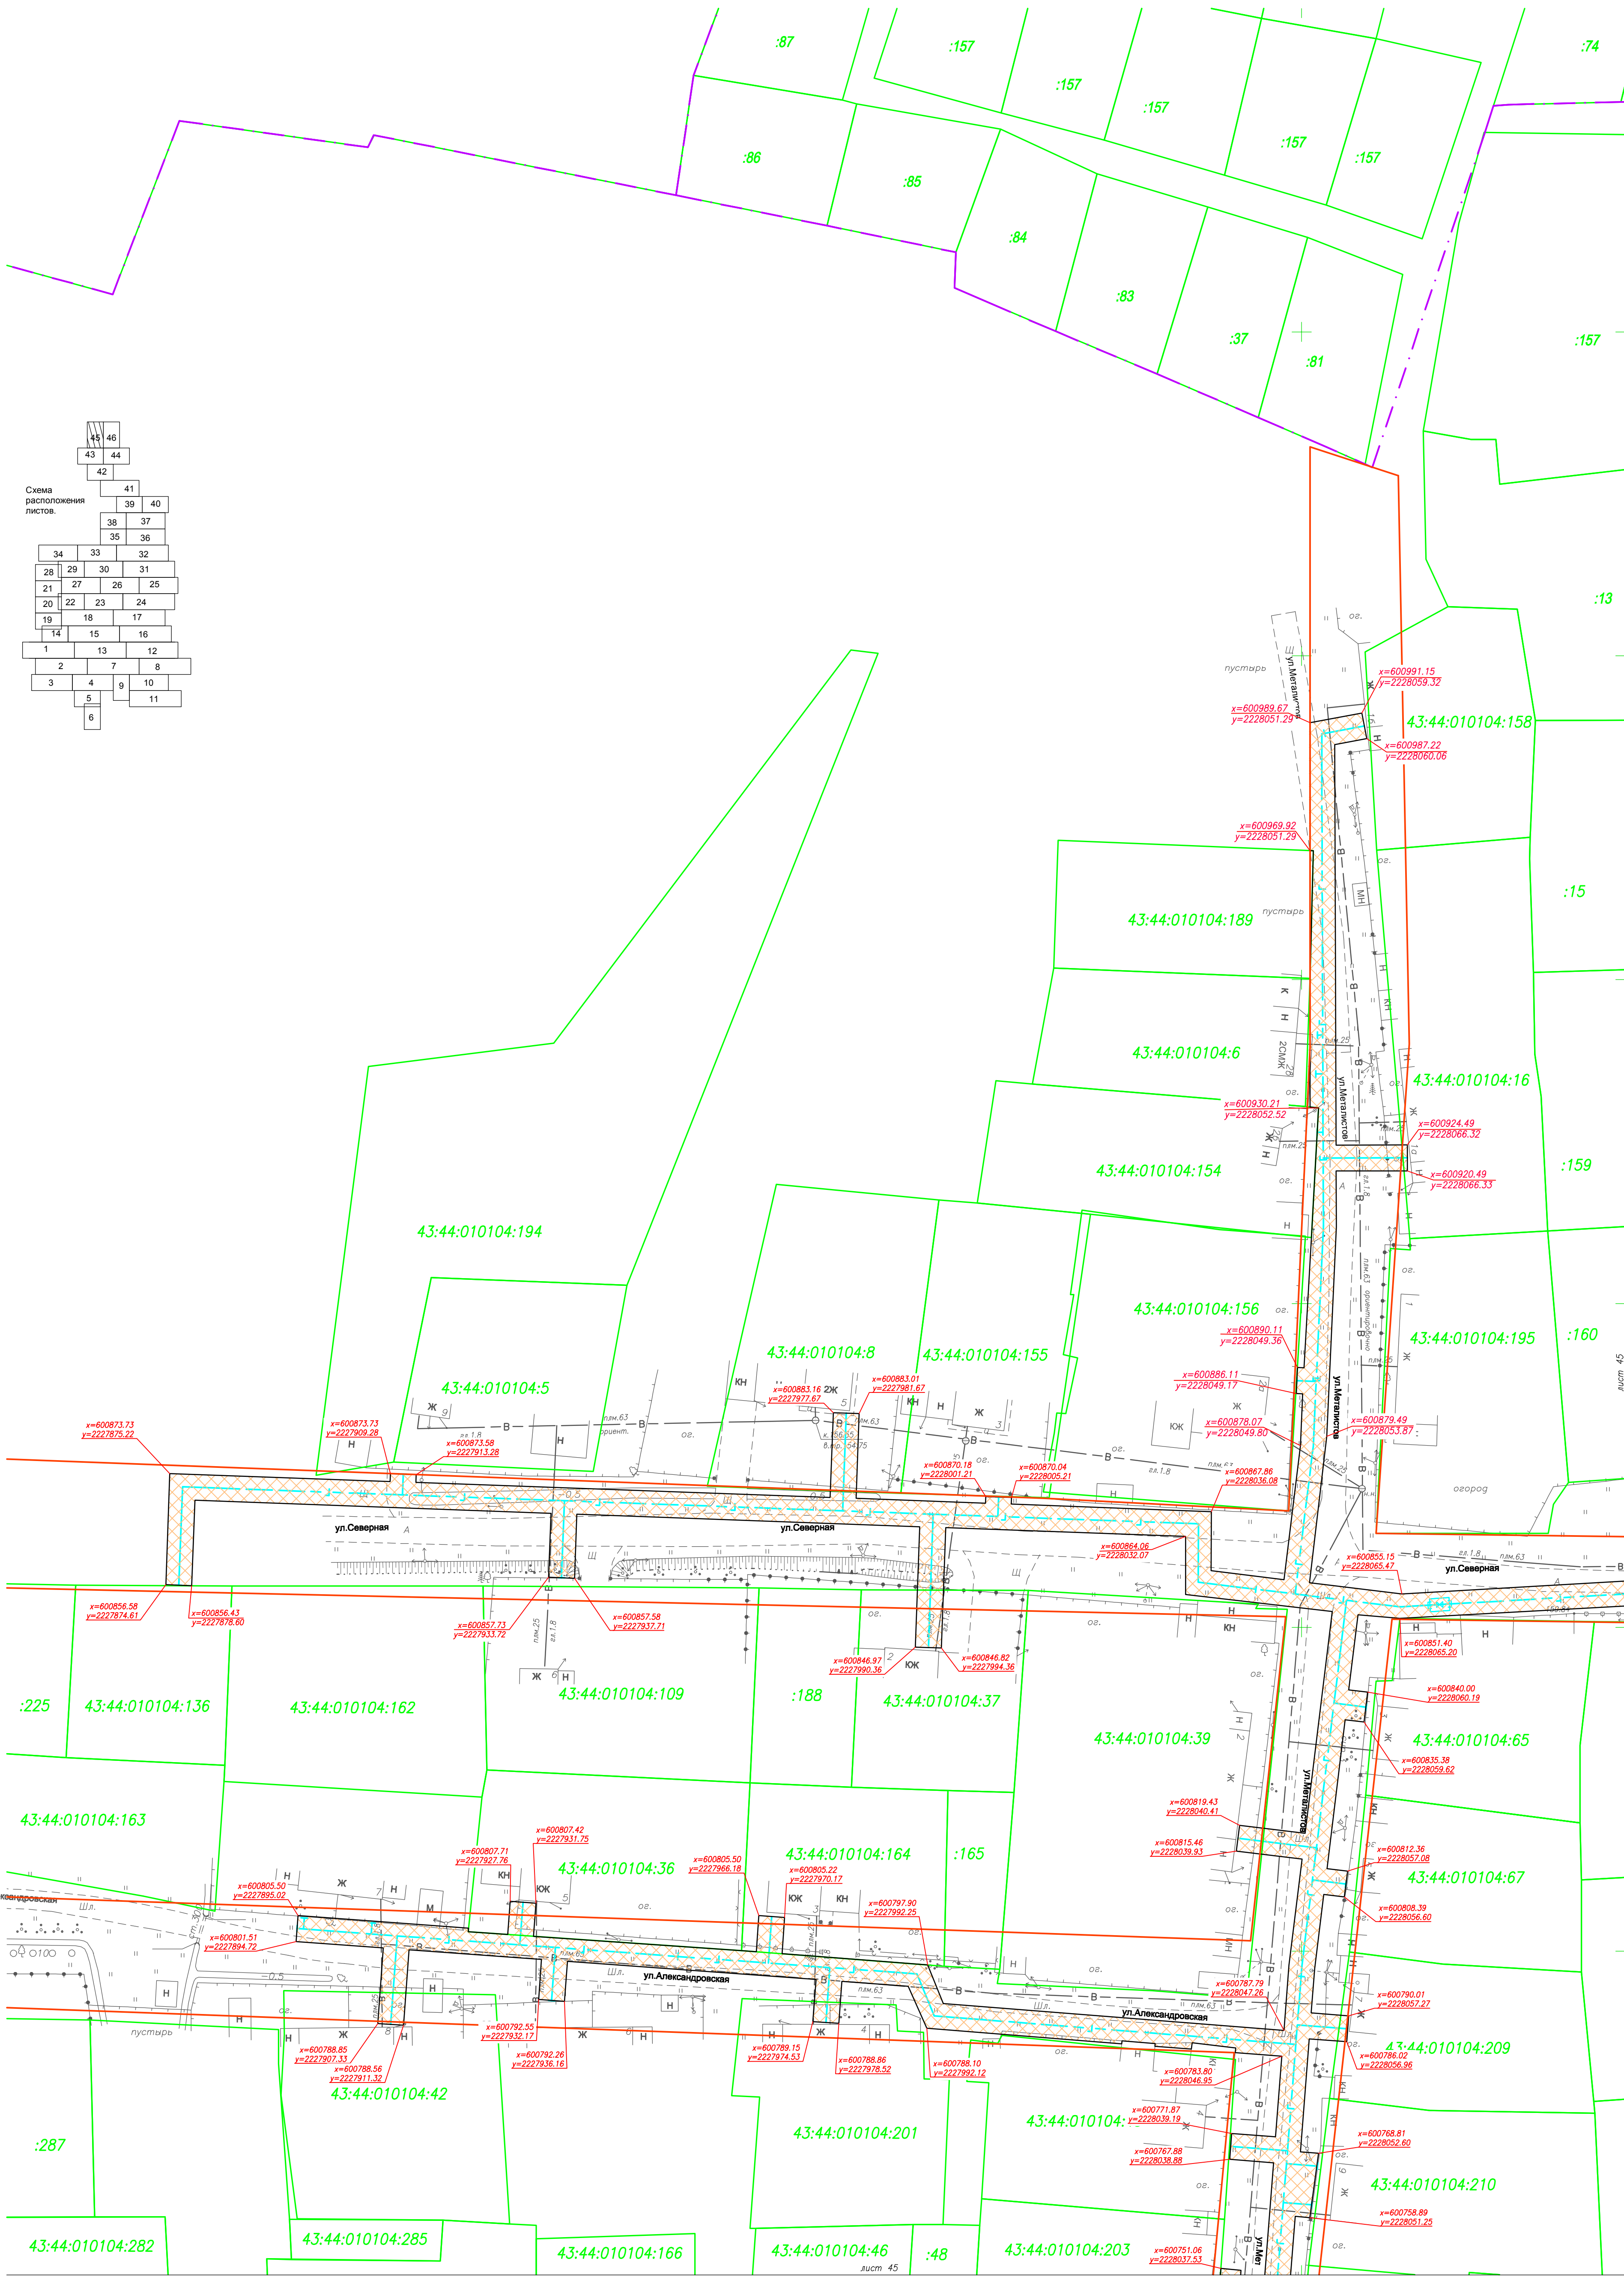 :87
:157
:157
:157
:157
:157
:74
:86
:85
:84
:83
:37
:81
:157
:13
Схема
расположения
листов.
45 46
43 44
42
41
39 40
38 37
35 36
34 33 32
28 29 30 31
21 27 26 25
20 22 23 24
19 18 17
14 15 16
1 13 12
2 7 8
3 4 9 10
5 11
6
ог.
пустырь
ул.Металистов
x=600991.15
y=2228059.32
x=600989.67
y=2228051.29
43:44:010104:158
x=600987.22
y=2228060.06
x=600969.92
y=2228051.29
ог.
МН
:15
43:44:010104:189
пустырь
43:44:010104:6
2СМЖ
плм.25
ул.Металистов
43:44:010104:16
ог.
x=600930.21
y=2228052.52
x=600924.49
y=2228066.32
43:44:010104:154
плм.25
x=600920.49
y=2228066.33
:159
43:44:010104:194
43:44:010104:156
43:44:010104:195
:160
x=600890.11
y=2228049.36
43:44:010104:8
43:44:010104:155
лист 45
43:44:010104:5
x=600883.16
y=2227977.67
x=600883.01
y=2227981.67
x=600886.11
y=2228049.17
ул.Металистов
x=600873.73
y=2227875.22
x=600873.73
y=2227909.28
x=600873.58
y=2227913.28
x=600878.07
y=2228049.80
x=600879.49
y=2228053.87
x=600870.18
y=2228001.21
x=600870.04
y=2228005.21
x=600867.86
y=2228036.08
огород
ул.Северная
ул.Северная
x=600864.06
y=2228032.07
x=600855.15
y=2228065.47
ул.Северная
x=600856.58
y=2227874.61
x=600856.43
y=2227878.60
x=600857.73
y=2227933.72
x=600857.58
y=2227937.71
x=600846.97
y=2227990.36
x=600846.82
y=2227994.36
x=600851.40
y=2228065.20
x=600840.00
y=2228060.19
:225
43:44:010104:136
43:44:010104:162
43:44:010104:109
:188
43:44:010104:37
43:44:010104:39
43:44:010104:65
x=600835.38
y=2228059.62
ул.Металистов
43:44:010104:163
x=600819.43
y=2228040.41
x=600815.46
y=2228039.93
x=600807.71
y=2227927.76
x=600807.42
y=2227931.75
43:44:010104:36
43:44:010104:164
:165
x=600805.50
y=2227966.18
x=600805.22
y=2227970.17
x=600812.36
y=2228057.08
43:44:010104:67
x=600805.50
y=2227895.02
x=600797.90
y=2227992.25
x=600808.39
y=2228056.60
x=600801.51
y=2227894.72
ул.Александровская
ул.Александровская
x=600787.79
y=2228047.26
x=600790.01
y=2228057.27
пустырь
x=600792.55
y=2227932.17
x=600792.26
y=2227936.16
x=600788.85
y=2227907.33
x=600788.56
y=2227911.32
x=600789.15
y=2227974.53
x=600788.86
y=2227978.52
x=600788.10
y=2227992.12
x=600783.80
y=2228046.95
43:44:010104:209
x=600786.02
y=2228056.96
43:44:010104:42
43:44:010104:
x=600771.87
y=2228039.19
43:44:010104:201
:287
x=600767.88
y=2228038.88
x=600768.81
y=2228052.60
43:44:010104:210
x=600758.89
y=2228051.25
43:44:010104:282
43:44:010104:285
43:44:010104:166
43:44:010104:46
:48
43:44:010104:203
x=600751.06
y=2228037.53
ул.Мет
лист 45